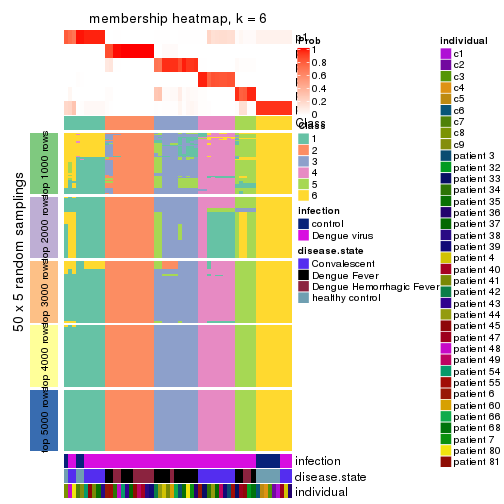 membership heatmap, k = 6
p1
Class
50 x 5 random samplings
top 1000 rows
top 2000 rows
top 3000 rows
top 4000 rows
top 5000 rows
infection
disease.state
individual
Prob
1
0.8
0.6
0.4
0.2
0
Class
1
2
3
4
5
6
infection
control
Dengue virus
disease.state
Convalescent
Dengue Fever
Dengue Hemorrhagic Fever
healthy control
individual
c1
c2
c3
c4
c5
c6
c7
c8
c9
patient 3
patient 32
patient 33
patient 34
patient 35
patient 36
patient 37
patient 38
patient 39
patient 4
patient 40
patient 41
patient 42
patient 43
patient 44
patient 45
patient 47
patient 48
patient 49
patient 54
patient 55
patient 6
patient 60
patient 66
patient 68
patient 7
patient 80
patient 81